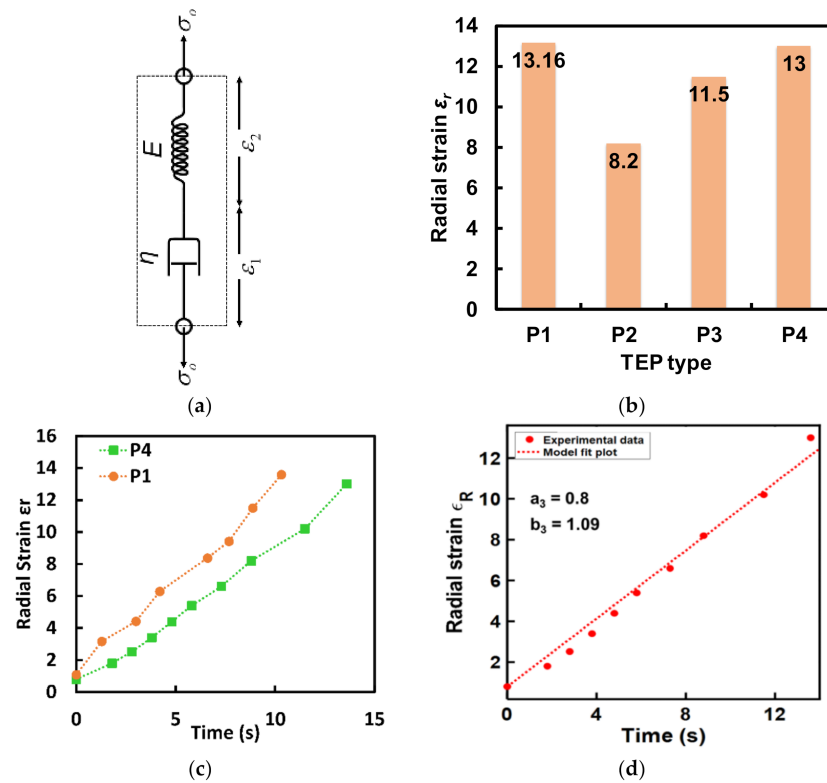 σₒ
E
ε₂
η
ε₁
σₒ
(a)
Radial strain εᵣ
14
12
10
8
6
4
2
0
13.16
8.2
11.5
13
P1 P2 P3 P4
TEP type
(b)
Radial Strain εr
16
14
12
10
8
6
4
2
0
P4
P1
0 5 10 15
Time (s)
(c)
Radial strain ϵ_R
12
10
8
6
4
2
Experimental data
Model fit plot
a₃ = 0.8
b₃ = 1.09
0 4 8 12
Time (s)
(d)